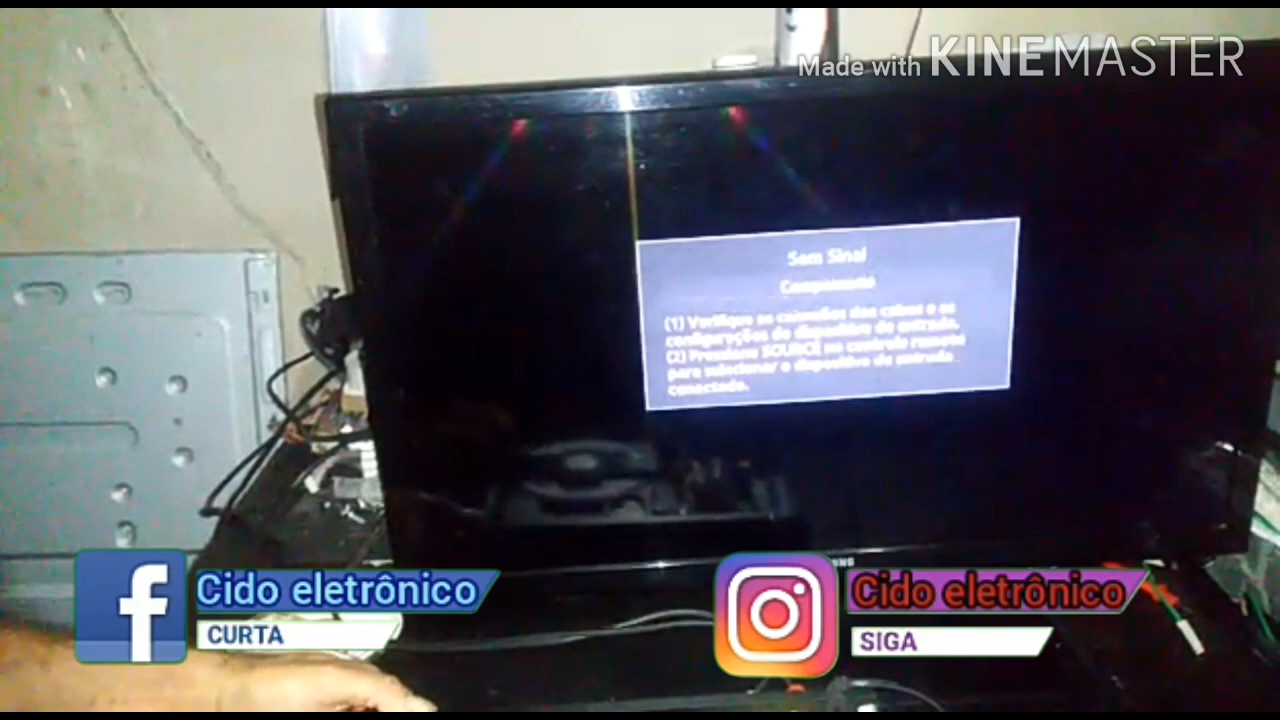 Made with KINEMASTER
Sem Sinal
Componente
(1) Verifique as conexões dos cabos e as
configurações do dispositivo de entrada.
(2) Pressione SOURCE no controle remoto
para selecionar o dispositivo de entrada
conectado.
Cido eletrônico
CURTA
Cido eletrônico
SIGA